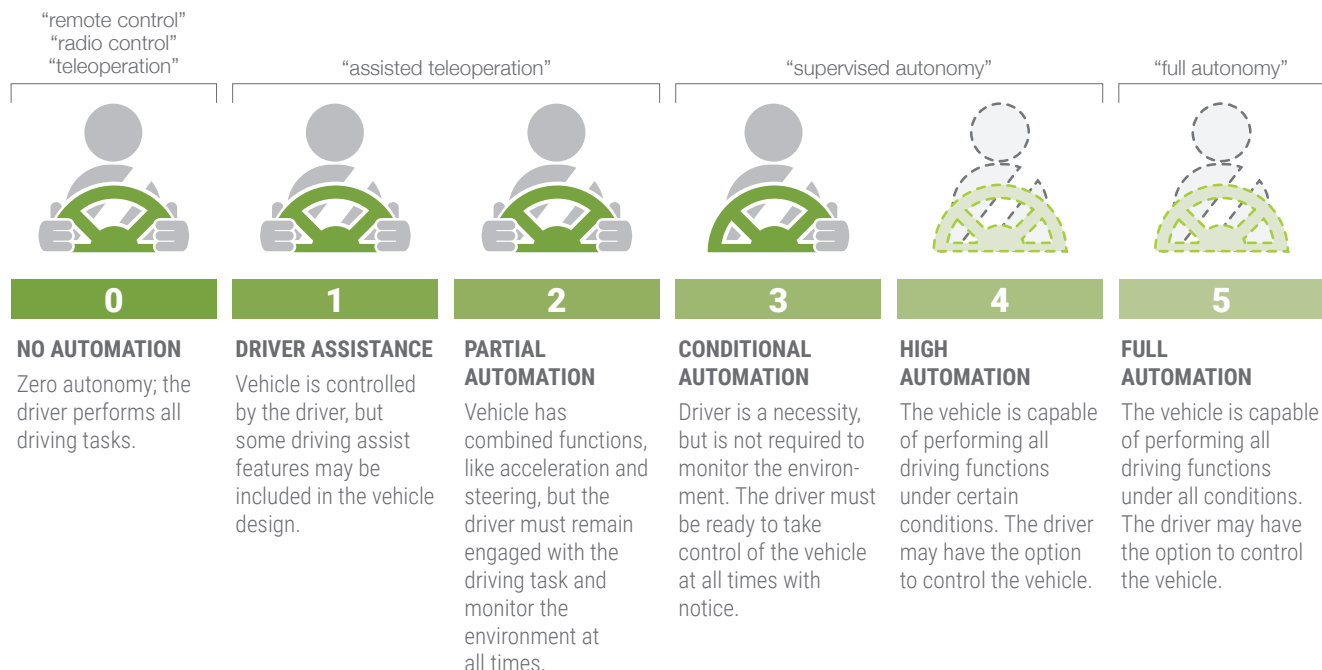 “remote control”
“radio control”
“teleoperation”
“assisted teleoperation”
“supervised autonomy”
“full autonomy”
0
NO AUTOMATION
Zero autonomy; the
driver performs all
driving tasks.
1
DRIVER ASSISTANCE
Vehicle is controlled
by the driver, but
some driving assist
features may be
included in the vehicle
design.
2
PARTIAL
AUTOMATION
Vehicle has
combined functions,
like acceleration and
steering, but the
driver must remain
engaged with the
driving task and
monitor the
environment at
all times.
3
CONDITIONAL
AUTOMATION
Driver is a necessity,
but is not required to
monitor the environ-
ment. The driver must
be ready to take
control of the vehicle
at all times with
notice.
4
HIGH
AUTOMATION
The vehicle is capable
of performing all
driving functions
under certain
conditions. The driver
may have the option
to control the vehicle.
5
FULL
AUTOMATION
The vehicle is capable
of performing all
driving functions
under all conditions.
The driver may have
the option to control
the vehicle.